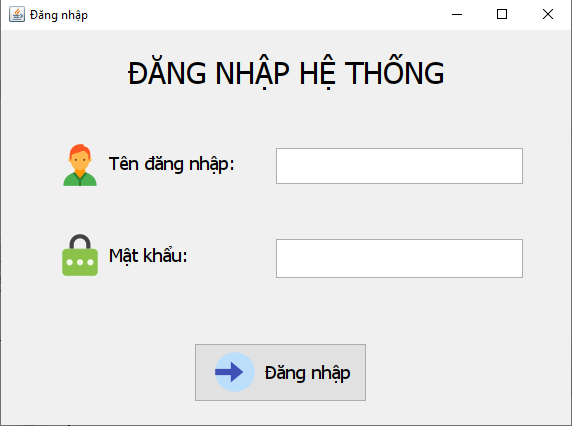 Đăng nhập
ĐĂNG NHẬP HỆ THỐNG
Tên đăng nhập:
Mật khẩu:
Đăng nhập